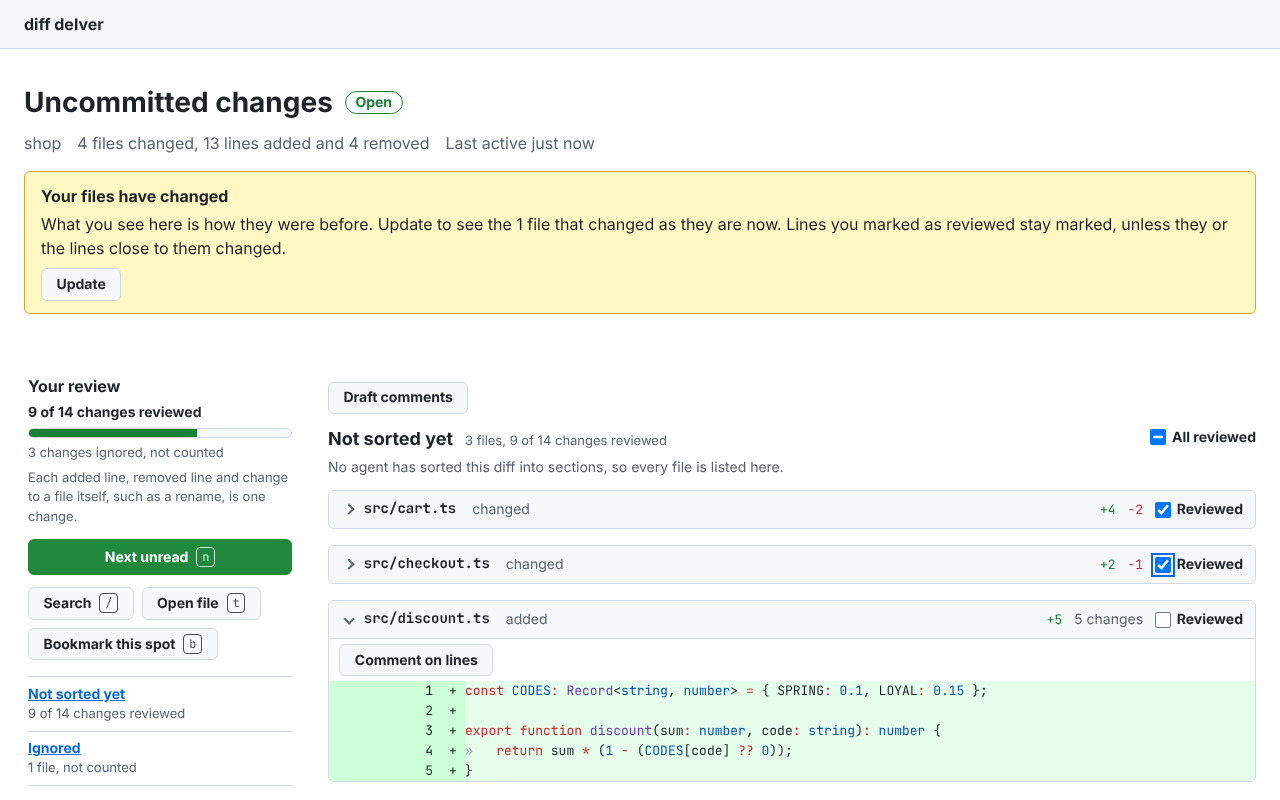 diff delver
Uncommitted changes Open
shop 4 files changed, 13 lines added and 4 removed Last active just now
Your files have changed
What you see here is how they were before. Update to see the 1 file that changed as they are now. Lines you marked as reviewed stay marked, unless they or
the lines close to them changed.
Update
Your review
9 of 14 changes reviewed
3 changes ignored, not counted
Each added line, removed line and change
to a file itself, such as a rename, is one
change.
Next unread n
Search /
Open file t
Bookmark this spot b
Not sorted yet
9 of 14 changes reviewed
Ignored
1 file, not counted
Draft comments
Not sorted yet 3 files, 9 of 14 changes reviewed All reviewed
No agent has sorted this diff into sections, so every file is listed here.
src/cart.ts changed +4 -2 Reviewed
src/checkout.ts changed +2 -1 Reviewed
src/discount.ts added +5 5 changes Reviewed
Comment on lines
1 + const CODES: Record<string, number> = { SPRING: 0.1, LOYAL: 0.15 };
2 +
3 + export function discount(sum: number, code: string): number {
4 + » return sum * (1 - (CODES[code] ?? 0));
5 + }